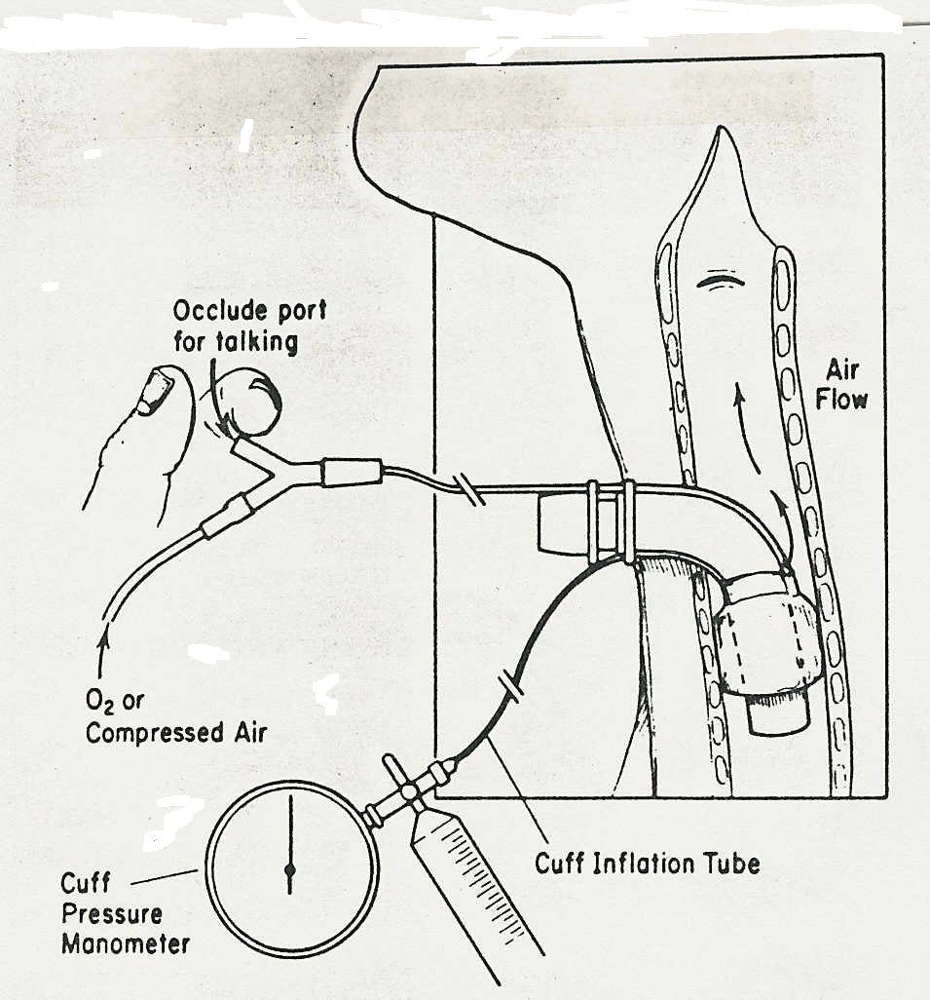 Occlude port
for talking
Air
Flow
O₂ or
Compressed Air
Cuff Inflation Tube
Cuff
Pressure
Manometer